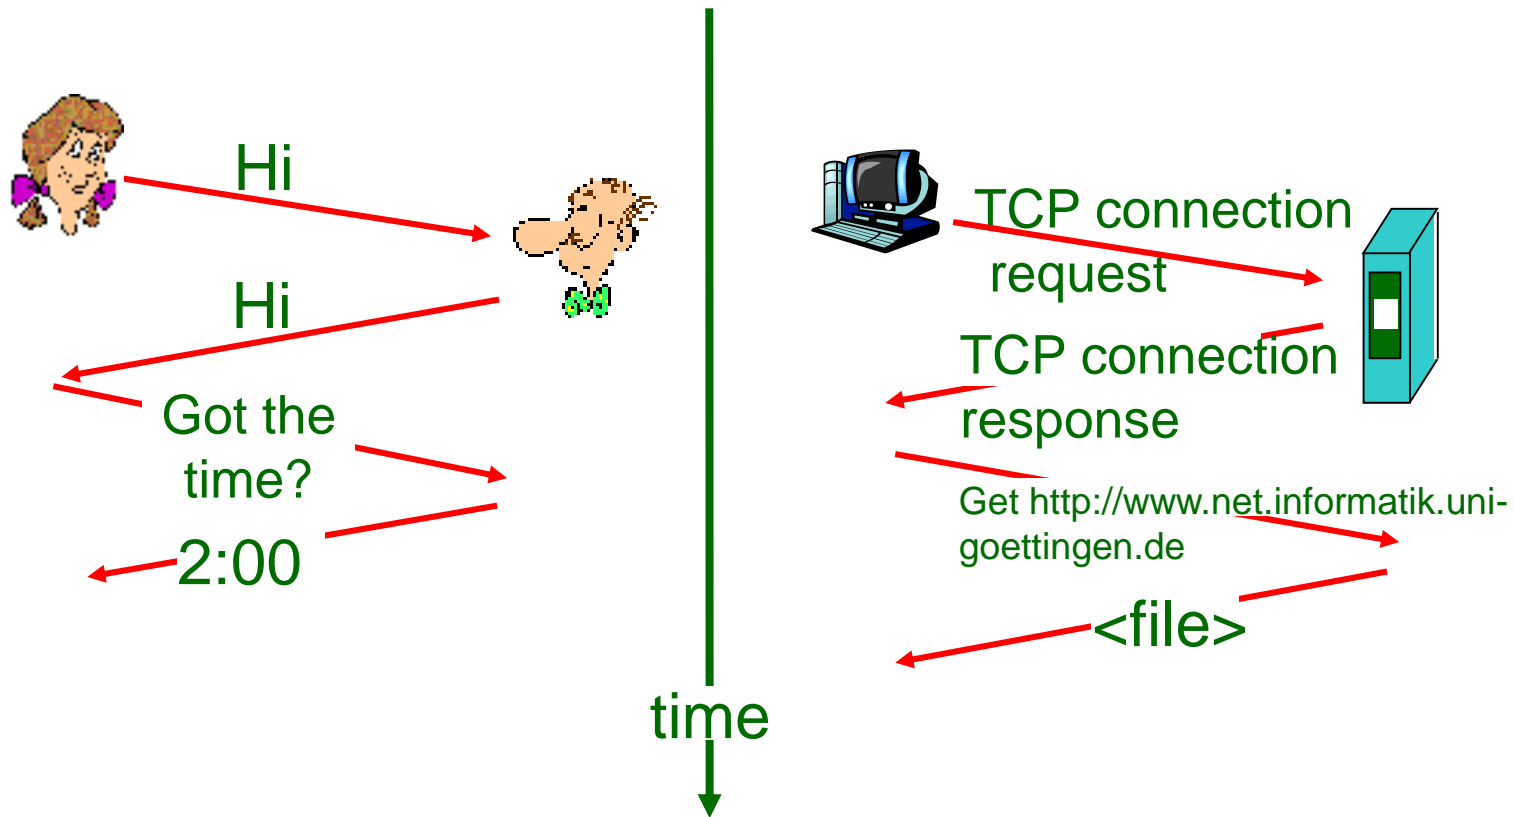 Hi
Hi
Got the
time?
2:00
time
TCP connection
request
TCP connection
response
Get http://www.net.informatik.uni-
goettingen.de
<file>